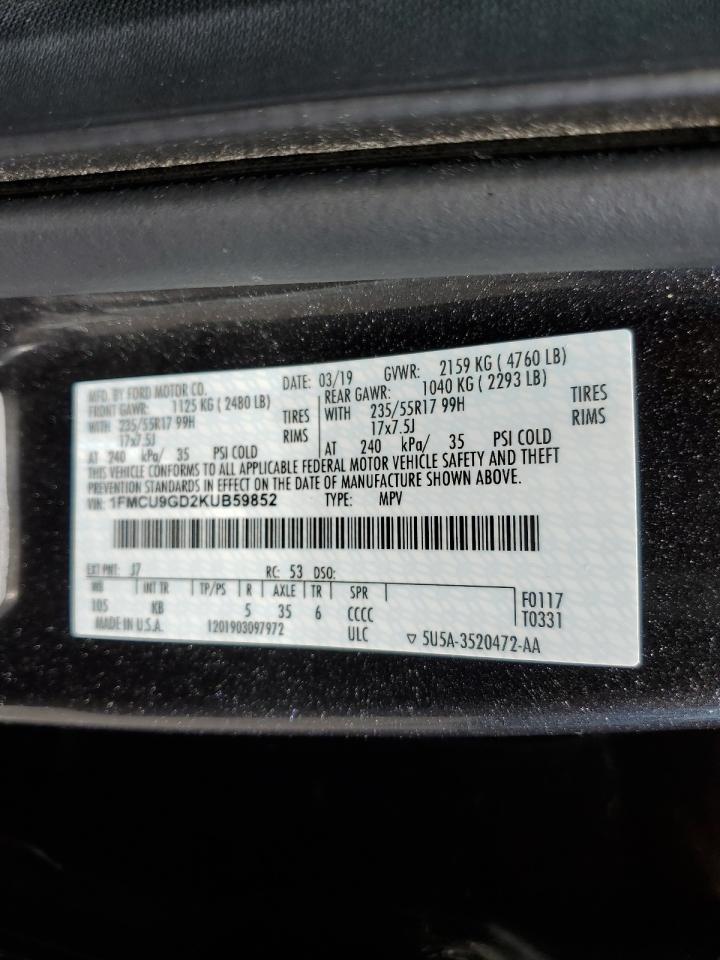 MFD. BY FORD MOTOR CO. DATE: 03/19 GVWR: 2159 KG ( 4760 LB)
FRONT GAWR: 1125 KG ( 2480 LB) REAR GAWR: 1040 KG ( 2293 LB)
WITH 235/55R17 99H TIRES WITH 235/55R17 99H TIRES
17x7.5J RIMS 17x7.5J RIMS
AT 240 kPa/ 35 PSI COLD AT 240 kPa/ 35 PSI COLD
THIS VEHICLE CONFORMS TO ALL APPLICABLE FEDERAL MOTOR VEHICLE SAFETY AND THEFT
PREVENTION STANDARDS IN EFFECT ON THE DATE OF MANUFACTURE SHOWN ABOVE.
VIN: 1FMCU9GD2KUB59852 TYPE: MPV
EXT PNT: J7 RC: 53 DSO:
WB INT TR TP/PS R AXLE TR SPR
105 KB 5 35 6 CCCC F0117
T0331
MADE IN U.S.A. 1201903097972 ULC ▽ 5U5A-3520472-AA